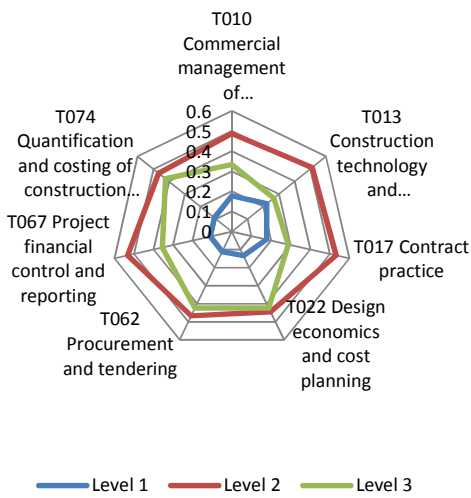 T010
Commercial
management
of...
T013
Construction
technology
and...
T017 Contract
practice
T022 Design
economics
and cost
planning
T062
Procurement
and tendering
T067 Project
financial
control and
reporting
T074
Quantification
and costing of
construction...
0.6
0.5
0.4
0.3
0.2
0.1
0
Level 1
Level 2
Level 3